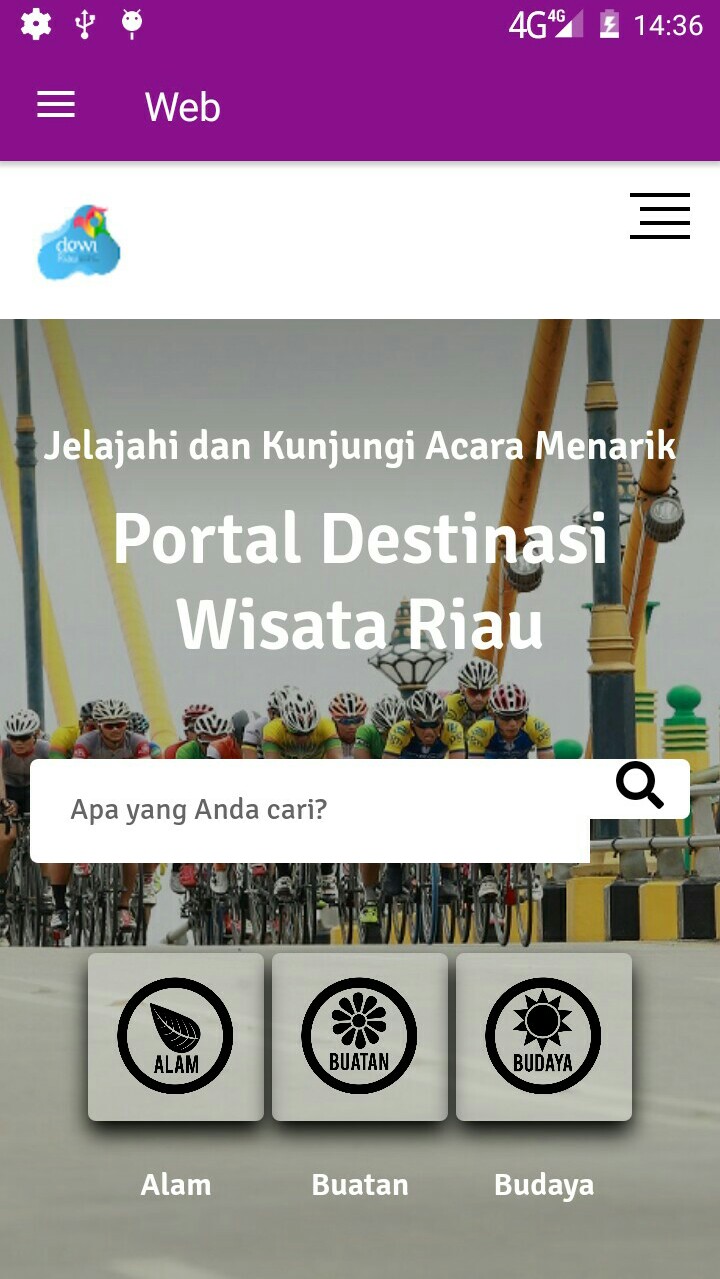 4G 4G 14:36
Web
dowi
Riau
Jelajahi dan Kunjungi Acara Menarik
Portal Destinasi
Wisata Riau
Apa yang Anda cari?
ALAM BUATAN BUDAYA
Alam Buatan Budaya